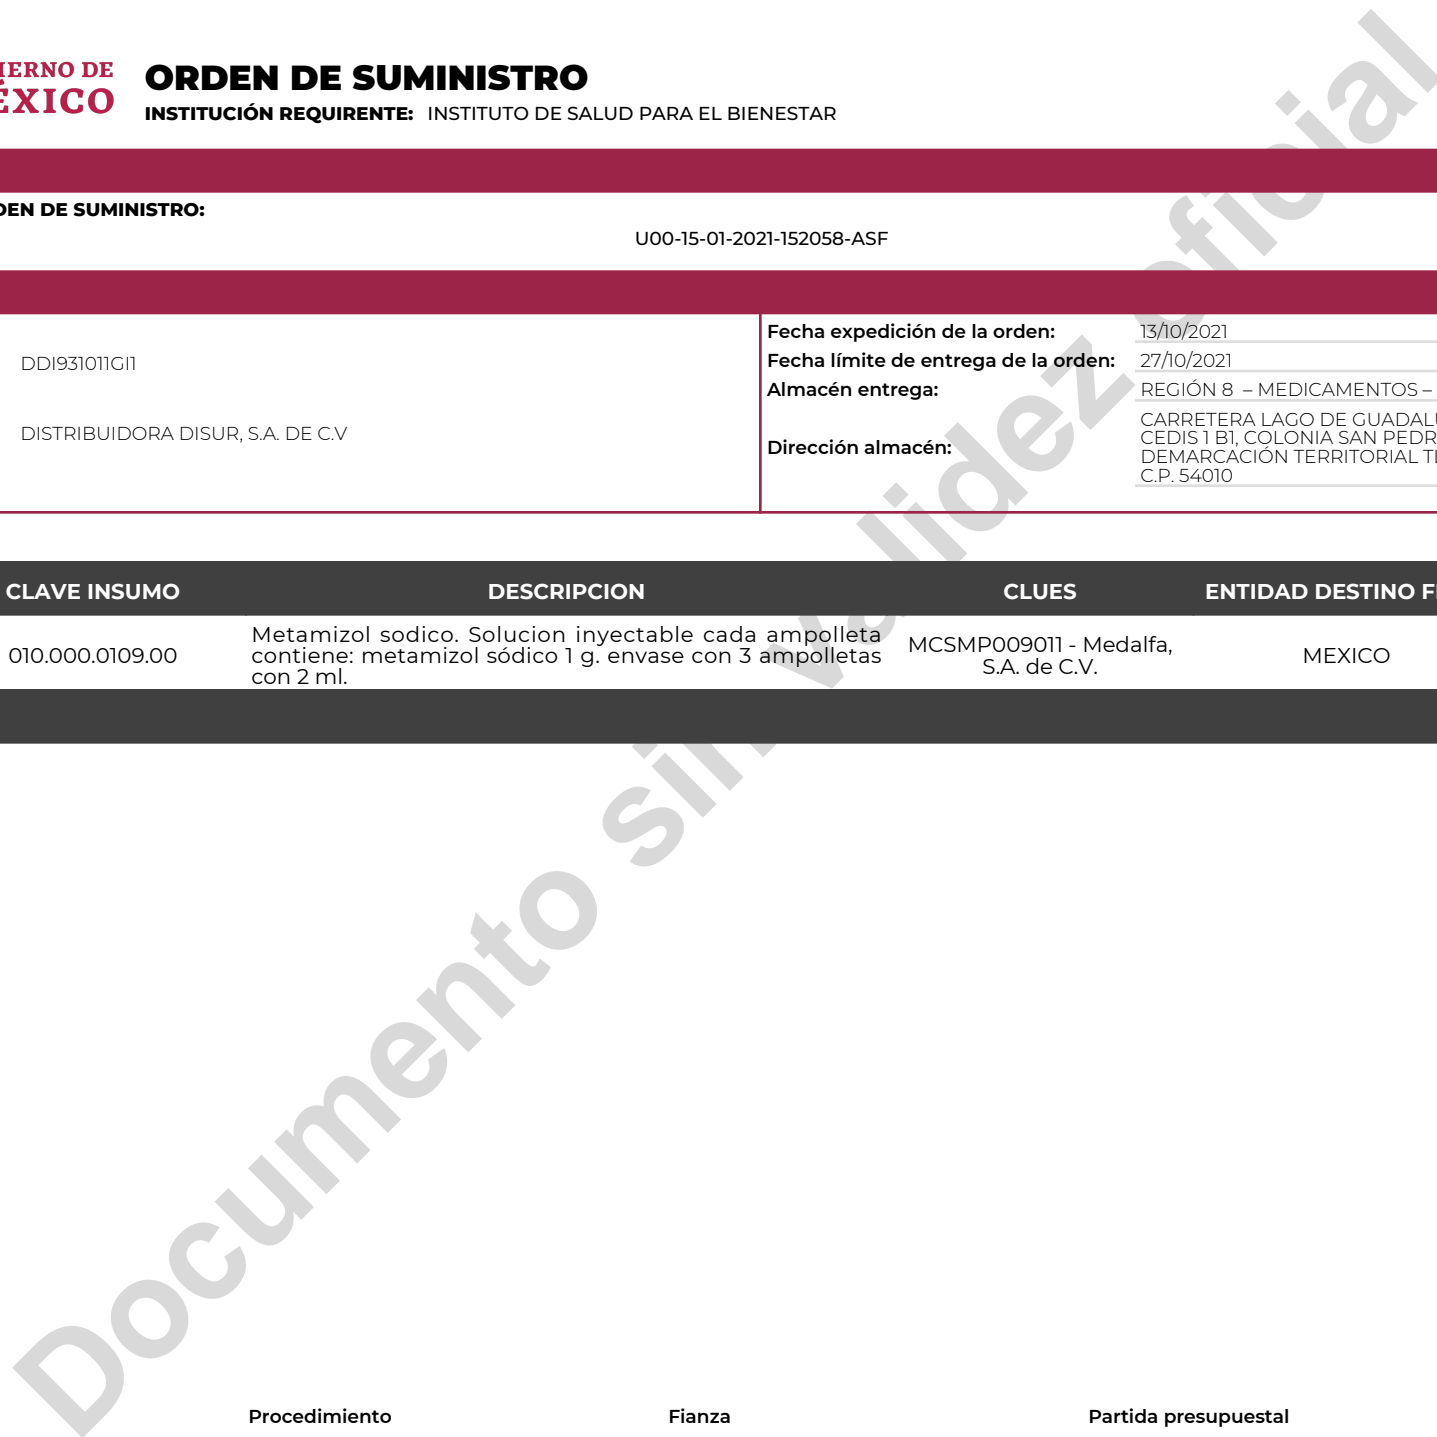 IERNO DE
ÉXICO
ORDEN DE SUMINISTRO
INSTITUCIÓN REQUIRENTE: INSTITUTO DE SALUD PARA EL BIENESTAR
DEN DE SUMINISTRO:
U00-15-01-2021-152058-ASF
DDI931011GI1
DISTRIBUIDORA DISUR, S.A. DE C.V
Fecha expedición de la orden: 13/10/2021
Fecha límite de entrega de la orden: 27/10/2021
Almacén entrega: REGIÓN 8 – MEDICAMENTOS –
Dirección almacén:
CARRETERA LAGO DE GUADALU
CEDIS 1 B1, COLONIA SAN PEDR
DEMARCACIÓN TERRITORIAL TL
C.P. 54010
CLAVE INSUMO DESCRIPCION CLUES ENTIDAD DESTINO FI
010.000.0109.00
Metamizol sodico. Solucion inyectable cada ampolleta
contiene: metamizol sódico 1 g. envase con 3 ampolletas
con 2 ml.
MCSMP009011 - Medalfa,
S.A. de C.V.
MEXICO
Documento sin validez oficial
Procedimiento Fianza Partida presupuestal